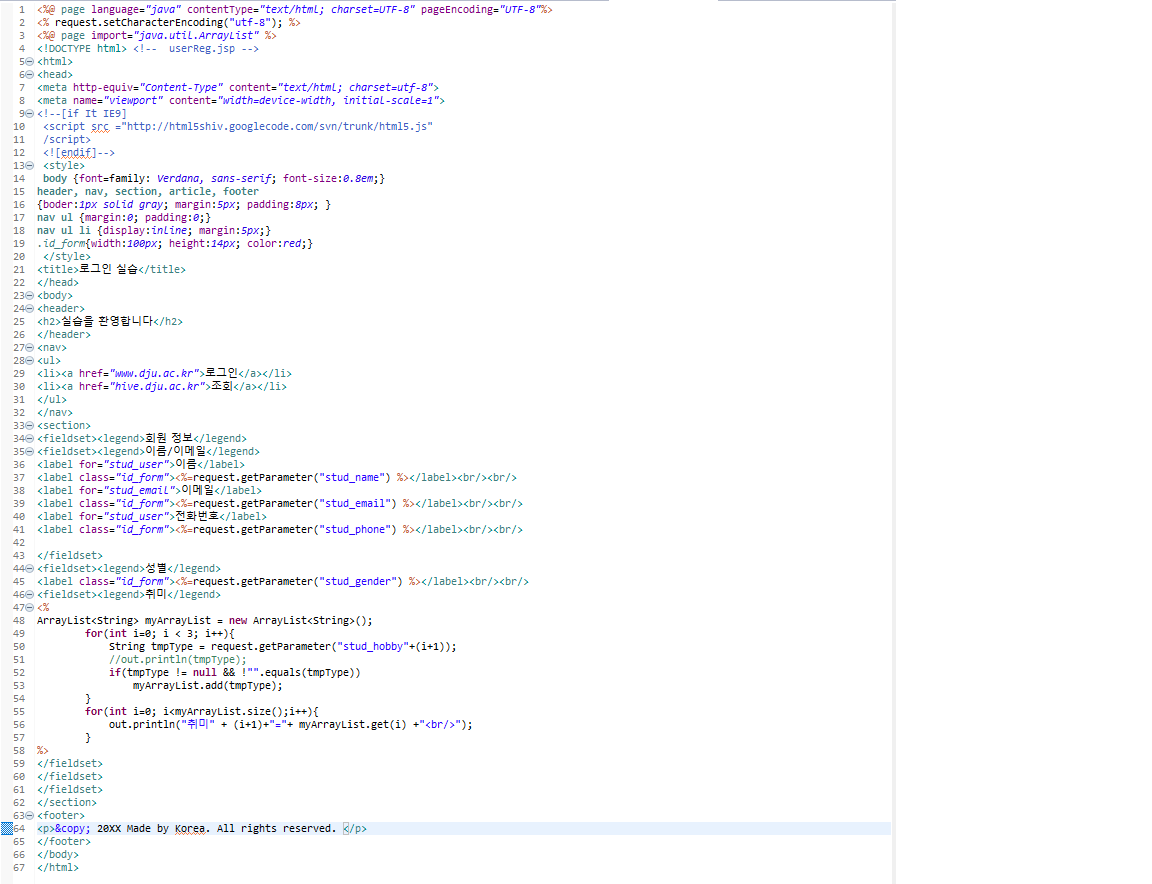 1 <%@ page language="java" contentType="text/html; charset=UTF-8" pageEncoding="UTF-8"%>
2 <% request.setCharacterEncoding("utf-8"); %>
3 <%@ page import="java.util.ArrayList" %>
4 <!DOCTYPE html> <!--  userReg.jsp -->
5 <html>
6 <head>
7 <meta http-equiv="Content-Type" content="text/html; charset=utf-8">
8 <meta name="viewport" content="width=device-width, initial-scale=1">
9 <!--[if It IE9]
10  <script src ="http://html5shiv.googlecode.com/svn/trunk/html5.js"
11  /script>
12  <![endif]-->
13  <style>
14  body {font=family: Verdana, sans-serif; font-size:0.8em;}
15 header, nav, section, article, footer
16 {boder:1px solid gray; margin:5px; padding:8px; }
17 nav ul {margin:0; padding:0;}
18 nav ul li {display:inline; margin:5px;}
19 .id_form{width:100px; height:14px; color:red;}
20  </style>
21 <title>로그인 실습</title>
22 </head>
23 <body>
24 <header>
25 <h2>실습을 환영합니다</h2>
26 </header>
27 <nav>
28 <ul>
29 <li><a href="www.dju.ac.kr">로그인</a></li>
30 <li><a href="hive.dju.ac.kr">조회</a></li>
31 </ul>
32 </nav>
33 <section>
34 <fieldset><legend>회원 정보</legend>
35 <fieldset><legend>이름/이메일</legend>
36 <label for="stud_user">이름</label>
37 <label class="id_form"><%=request.getParameter("stud_name") %></label><br/><br/>
38 <label for="stud_email">이메일</label>
39 <label class="id_form"><%=request.getParameter("stud_email") %></label><br/><br/>
40 <label for="stud_user">전화번호</label>
41 <label class="id_form"><%=request.getParameter("stud_phone") %></label><br/><br/>
42
43 </fieldset>
44 <fieldset><legend>성별</legend>
45 <label class="id_form"><%=request.getParameter("stud_gender") %></label><br/><br/>
46 <fieldset><legend>취미</legend>
47 <%
48 ArrayList<String> myArrayList = new ArrayList<String>();
49         for(int i=0; i < 3; i++){
50             String tmpType = request.getParameter("stud_hobby"+(i+1));
51             //out.println(tmpType);
52             if(tmpType != null && !"".equals(tmpType))
53                 myArrayList.add(tmpType);
54         }
55         for(int i=0; i<myArrayList.size();i++){
56             out.println("취미" + (i+1)+"="+ myArrayList.get(i) +"<br/>");
57         }
58 %>
59 </fieldset>
60 </fieldset>
61 </fieldset>
62 </section>
63 <footer>
64 <p>&copy; 20XX Made by Korea. All rights reserved. </p>
65 </footer>
66 </body>
67 </html>